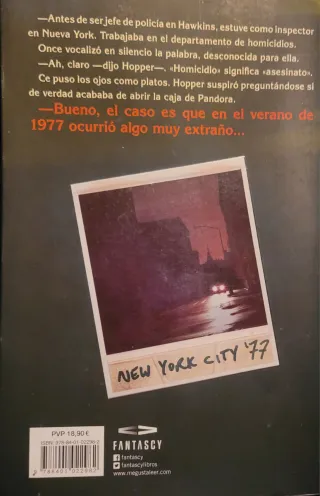 —Antes de ser jefe de policía en Hawkins, estuve como inspector
en Nueva York. Trabajaba en el departamento de homicidios.
Once vocalizó en silencio la palabra, desconocida para ella.
—Ah, claro —dijo Hopper—. «Homicidio» significa «asesinato».
Ce puso los ojos como platos. Hopper suspiró preguntándose si
de verdad acababa de abrir la caja de Pandora.
—Bueno, el caso es que en el verano de
1977 ocurrió algo muy extraño...
NEW YORK CITY '77
PVP 18,90 €
FANTASCY
fantascy
fantascylibros
www.megustaleer.com